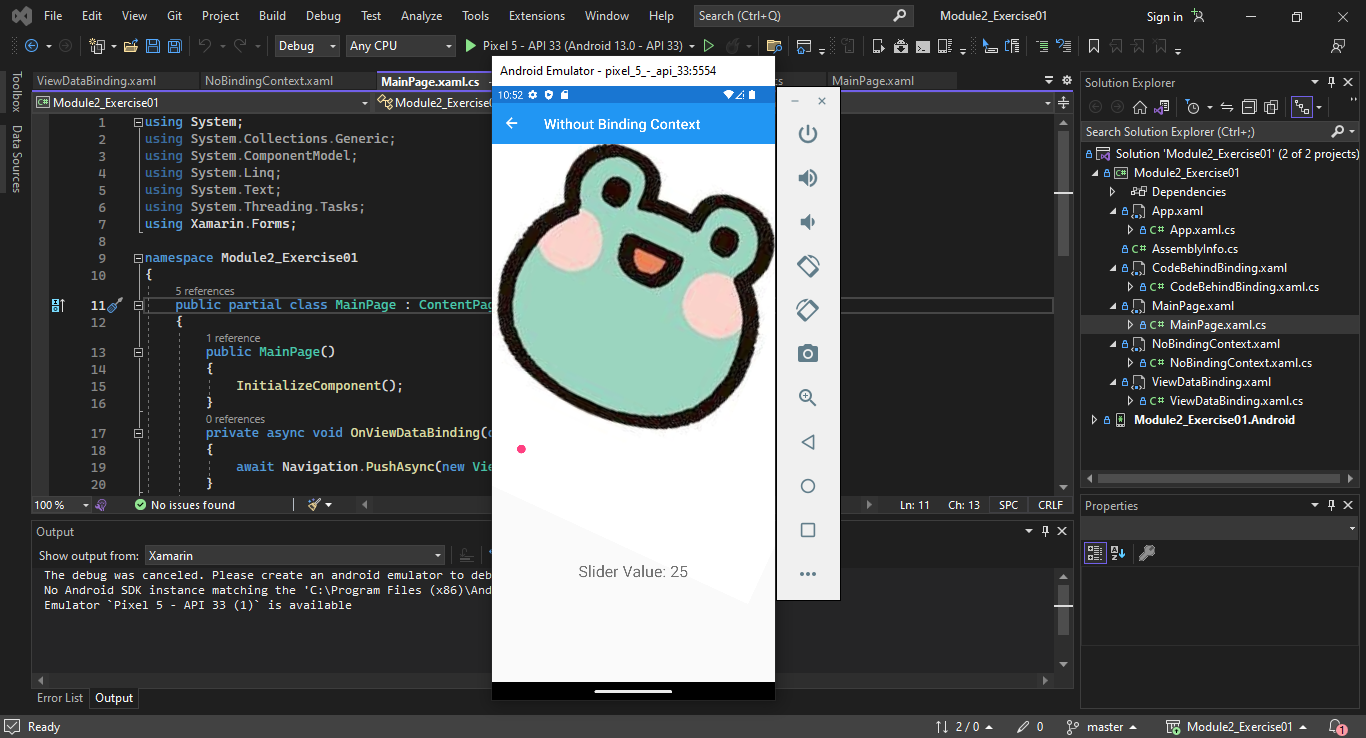 File Edit View Git Project Build Debug Test Analyze Tools Extensions Window Help Search (Ctrl+Q) Module2_Exercise01 Sign in
Debug Any CPU Pixel 5 - API 33 (Android 13.0 - API 33)
Toolbox
Data Sources
ViewDataBinding.xaml NoBindingContext.xaml MainPage.xaml.cs MainPage.xaml
Module2_Exercise01 Module2_Exercise01
1 using System;
2 using System.Collections.Generic;
3 using System.ComponentModel;
4 using System.Linq;
5 using System.Text;
6 using System.Threading.Tasks;
7 using Xamarin.Forms;
8
9 namespace Module2_Exercise01
10 {
5 references
11 public partial class MainPage : ContentPag
12 {
1 reference
13 public MainPage()
14 {
15 InitializeComponent();
16 }
0 references
17 private async void OnViewDataBinding(
18 {
19 await Navigation.PushAsync(new Vie
20 }
100 % No issues found Ln: 11 Ch: 13 SPC CRLF
Output
Show output from: Xamarin
The debug was canceled. Please create an android emulator to deb
No Android SDK instance matching the 'C:\Program Files (x86)\And
Emulator `Pixel 5 - API 33 (1)` is available
Error List Output
Android Emulator - pixel_5_-_api_33:5554
10:52
Without Binding Context
Slider Value: 25
Solution Explorer
Search Solution Explorer (Ctrl+;)
Solution 'Module2_Exercise01' (2 of 2 projects)
Module2_Exercise01
Dependencies
App.xaml
App.xaml.cs
AssemblyInfo.cs
CodeBehindBinding.xaml
CodeBehindBinding.xaml.cs
MainPage.xaml
MainPage.xaml.cs
NoBindingContext.xaml
NoBindingContext.xaml.cs
ViewDataBinding.xaml
ViewDataBinding.xaml.cs
Module2_Exercise01.Android
Properties
Ready 2 / 0 0 master Module2_Exercise01 1